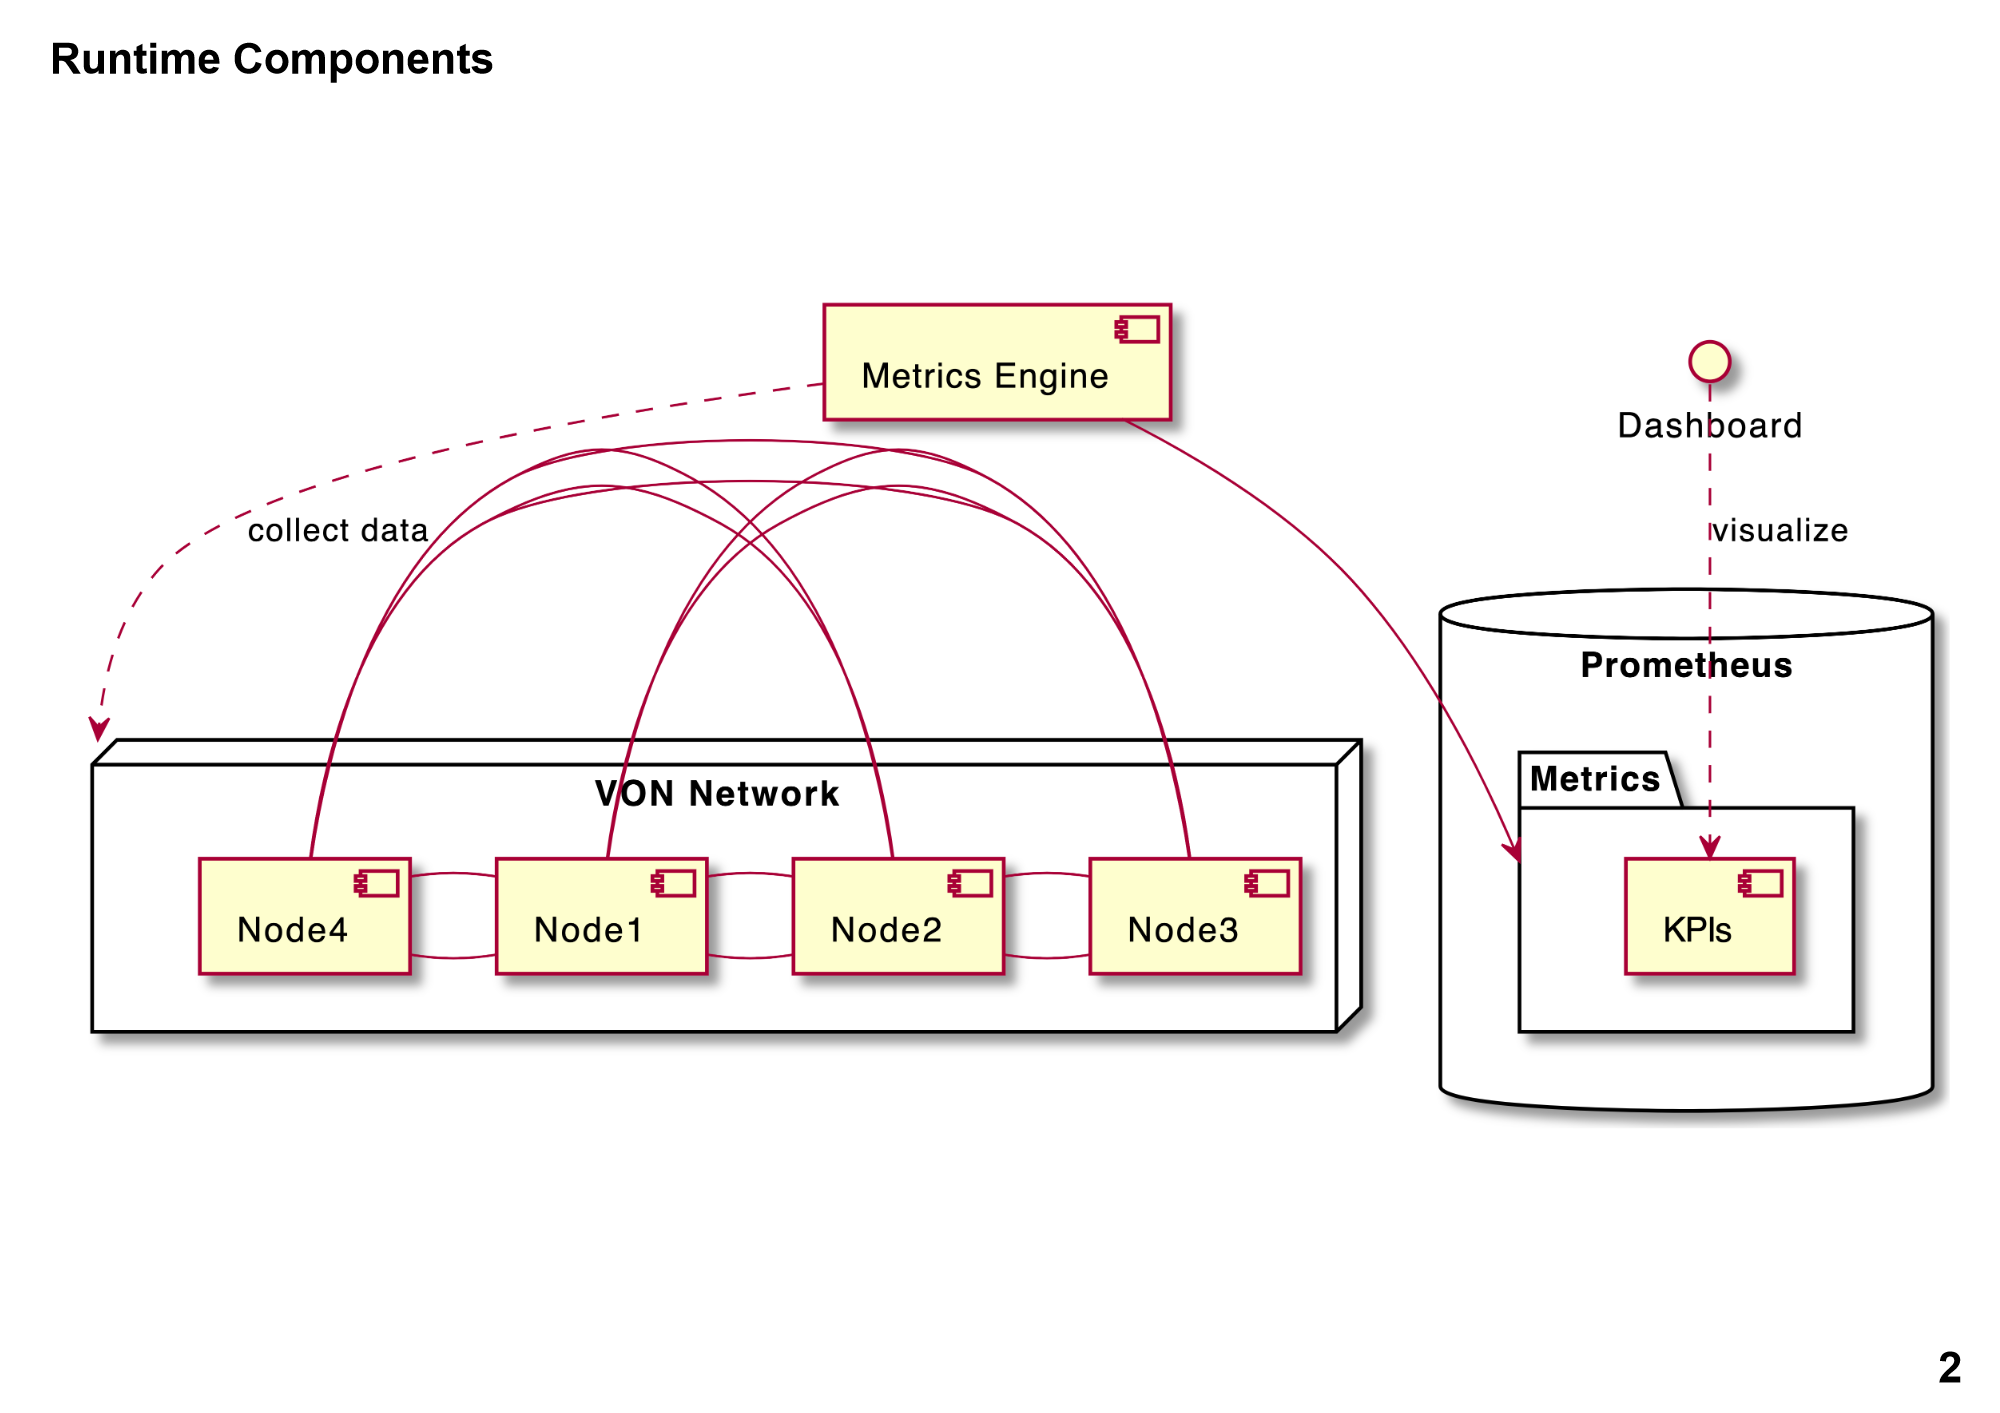 Runtime Components
Metrics Engine
Dashboard
collect data
visualize
Prometheus
Metrics
VON Network
Node4
Node1
Node2
Node3
KPIs
2